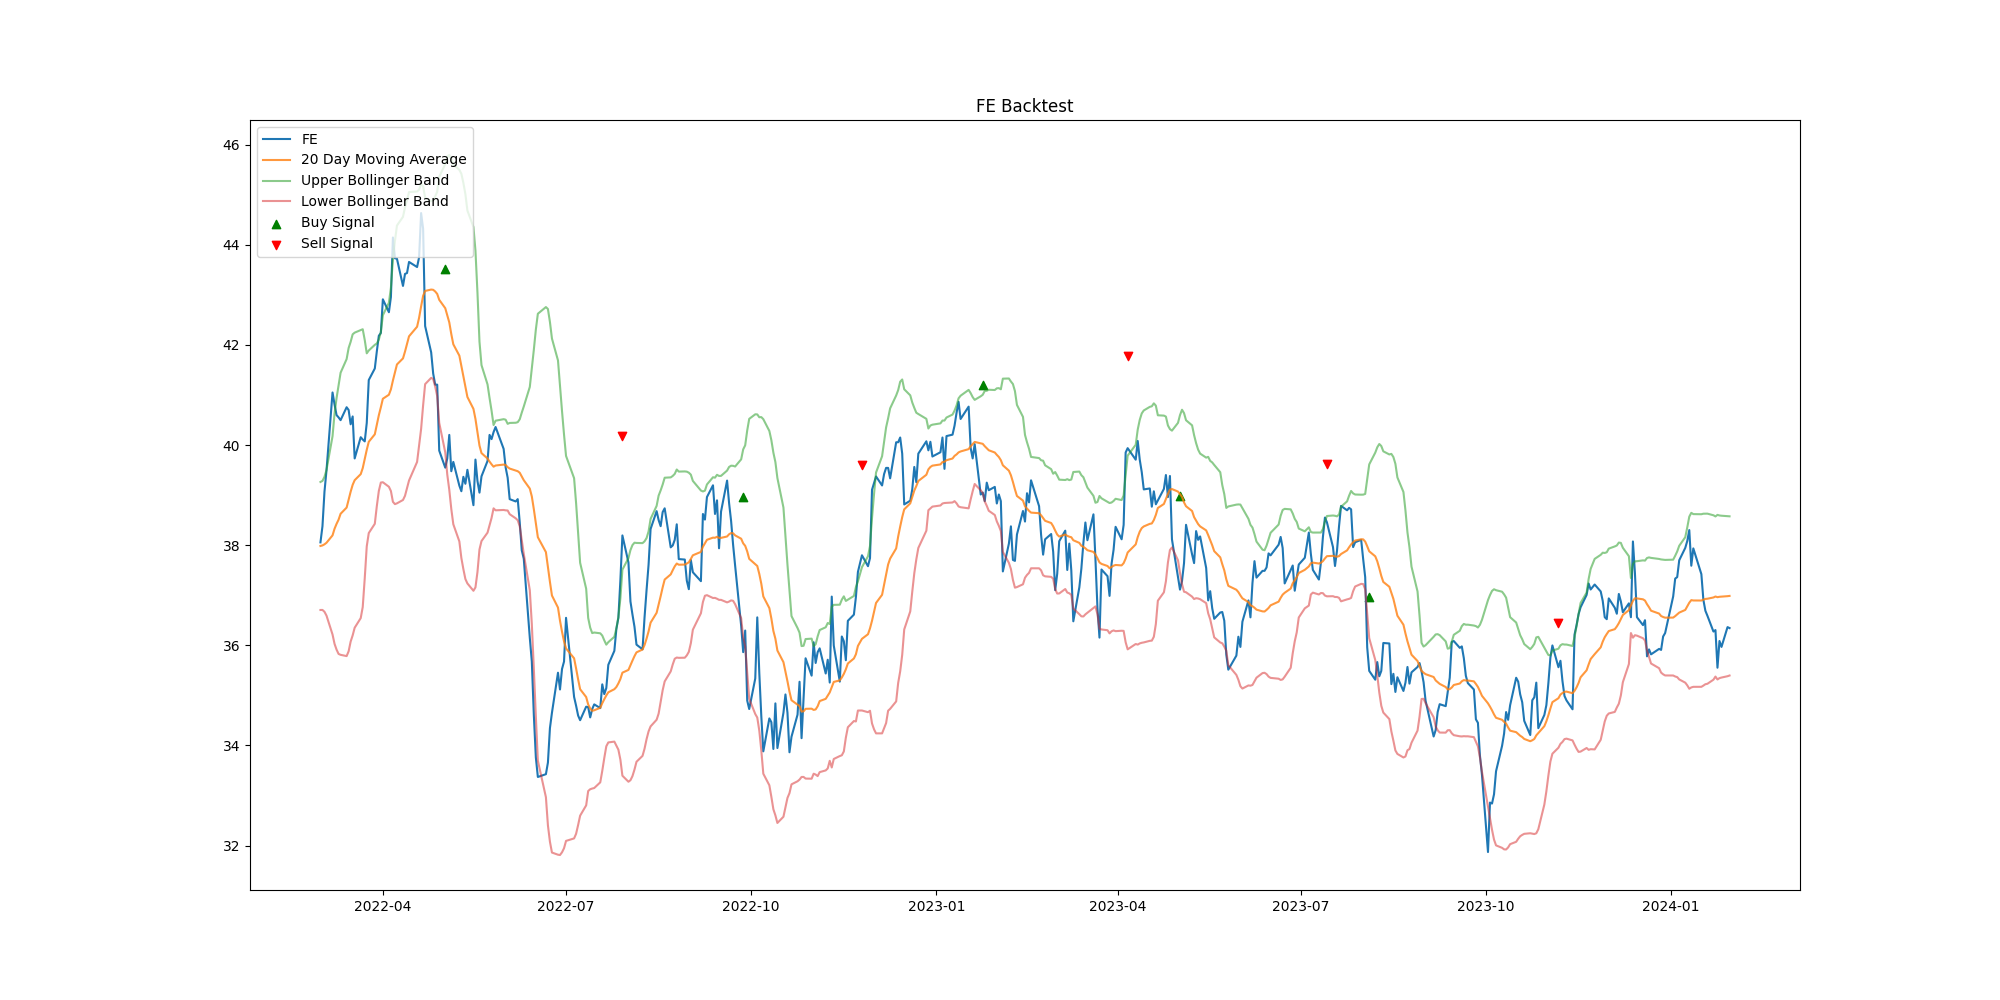 FE Backtest
FE
20 Day Moving Average
Upper Bollinger Band
Lower Bollinger Band
Buy Signal
Sell Signal
46
44
42
40
38
36
34
32
2022-04 2022-07 2022-10 2023-01 2023-04 2023-07 2023-10 2024-01